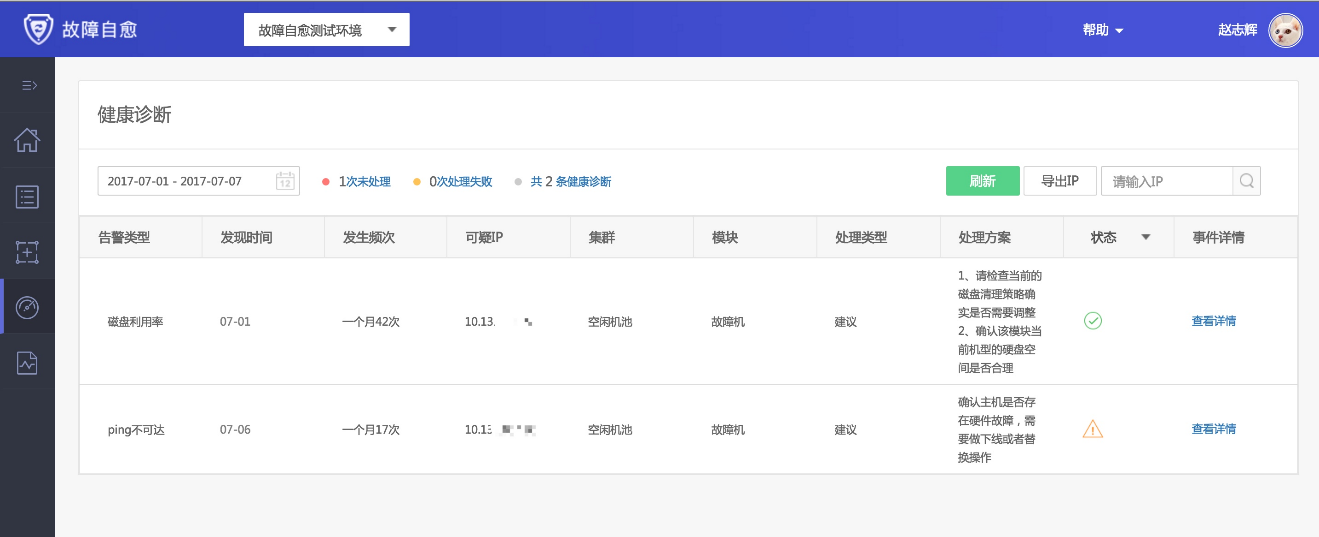 故障自愈
故障自愈测试环境
帮助
赵志辉
健康诊断
2017-07-01 - 2017-07-07
12
1次未处理
0次处理失败
共 2 条健康诊断
刷新
导出IP
请输入IP
告警类型
发现时间
发生频次
可疑IP
集群
模块
处理类型
处理方案
状态
事件详情
磁盘利用率
07-01
一个月42次
10.13.
空闲机池
故障机
建议
1、请检查当前的
磁盘清理策略确
实是否需要调整
2、确认该模块当
前机型的硬盘空
间是否合理
查看详情
ping不可达
07-06
一个月17次
10.13
空闲机池
故障机
建议
确认主机是否存
在硬件故障，需
要做下线或者替
换操作
查看详情